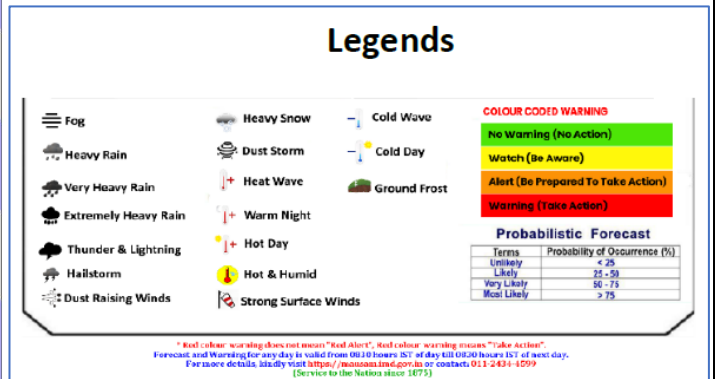 Legends
Fog
Heavy Rain
Very Heavy Rain
Extremely Heavy Rain
Thunder & Lightning
Hailstorm
Dust Raising Winds
Heavy Snow
Dust Storm
Heat Wave
Warm Night
Hot Day
Hot & Humid
Strong Surface Winds
Cold Wave
Cold Day
Ground Frost
COLOUR CODED WARNING
No Warning (No Action)
Watch (Be Aware)
Alert (Be Prepared To Take Action)
Warning (Take Action)
Probabilistic Forecast
Terms Probability of Occurrence (%)
Unlikely < 25
Likely 25 - 50
Very Likely 50 - 75
Most Likely > 75
* Red colour warning does not mean "Red Alert", Red colour warning means "Take Action".
Forecast and Warning for any day is valid from 0830 hours IST of day till 0830 hours IST of next day.
For more details, kindly visit https://mausam.imd.gov.in or contact: 011-2434-4599
(Service to the Nation since 1875)